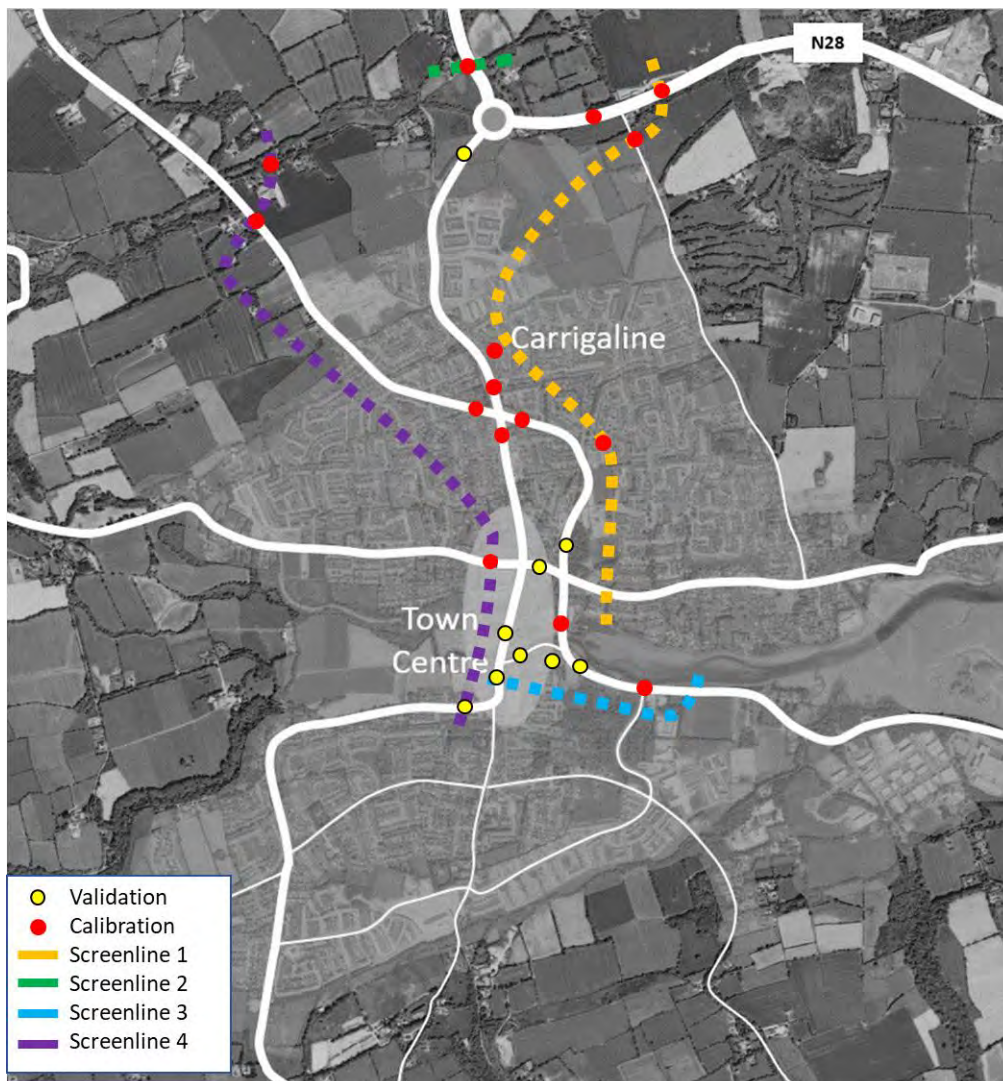 N28
Carrigaline
Town
Centre
Validation
Calibration
Screenline 1
Screenline 2
Screenline 3
Screenline 4